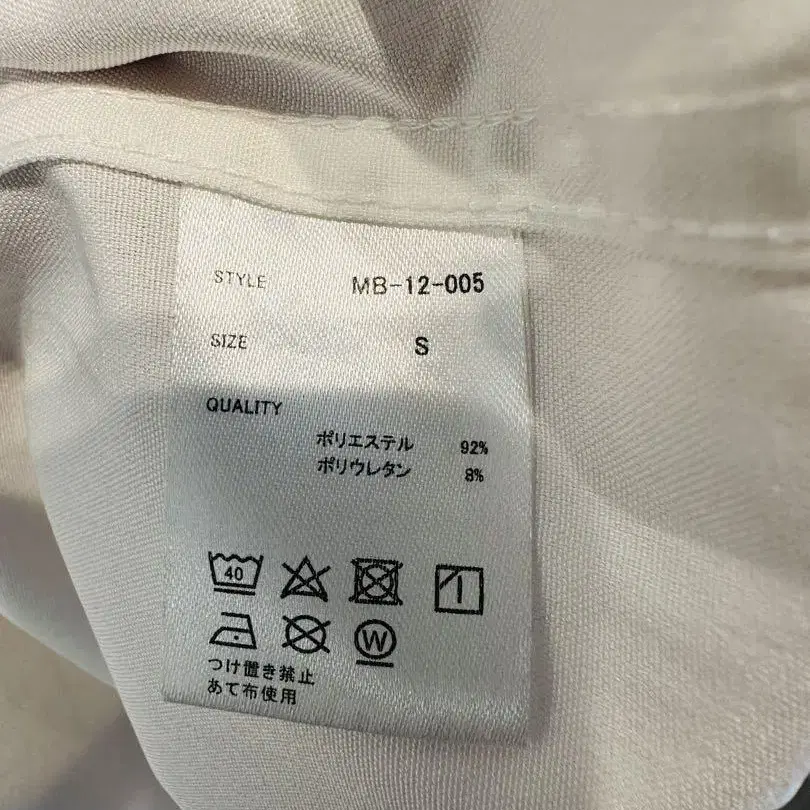 STYLE MB-12-005
SIZE S
QUALITY
ポリエステル 92%
ポリウレタン 8%
40
W
つけ置き禁止
あて布使用